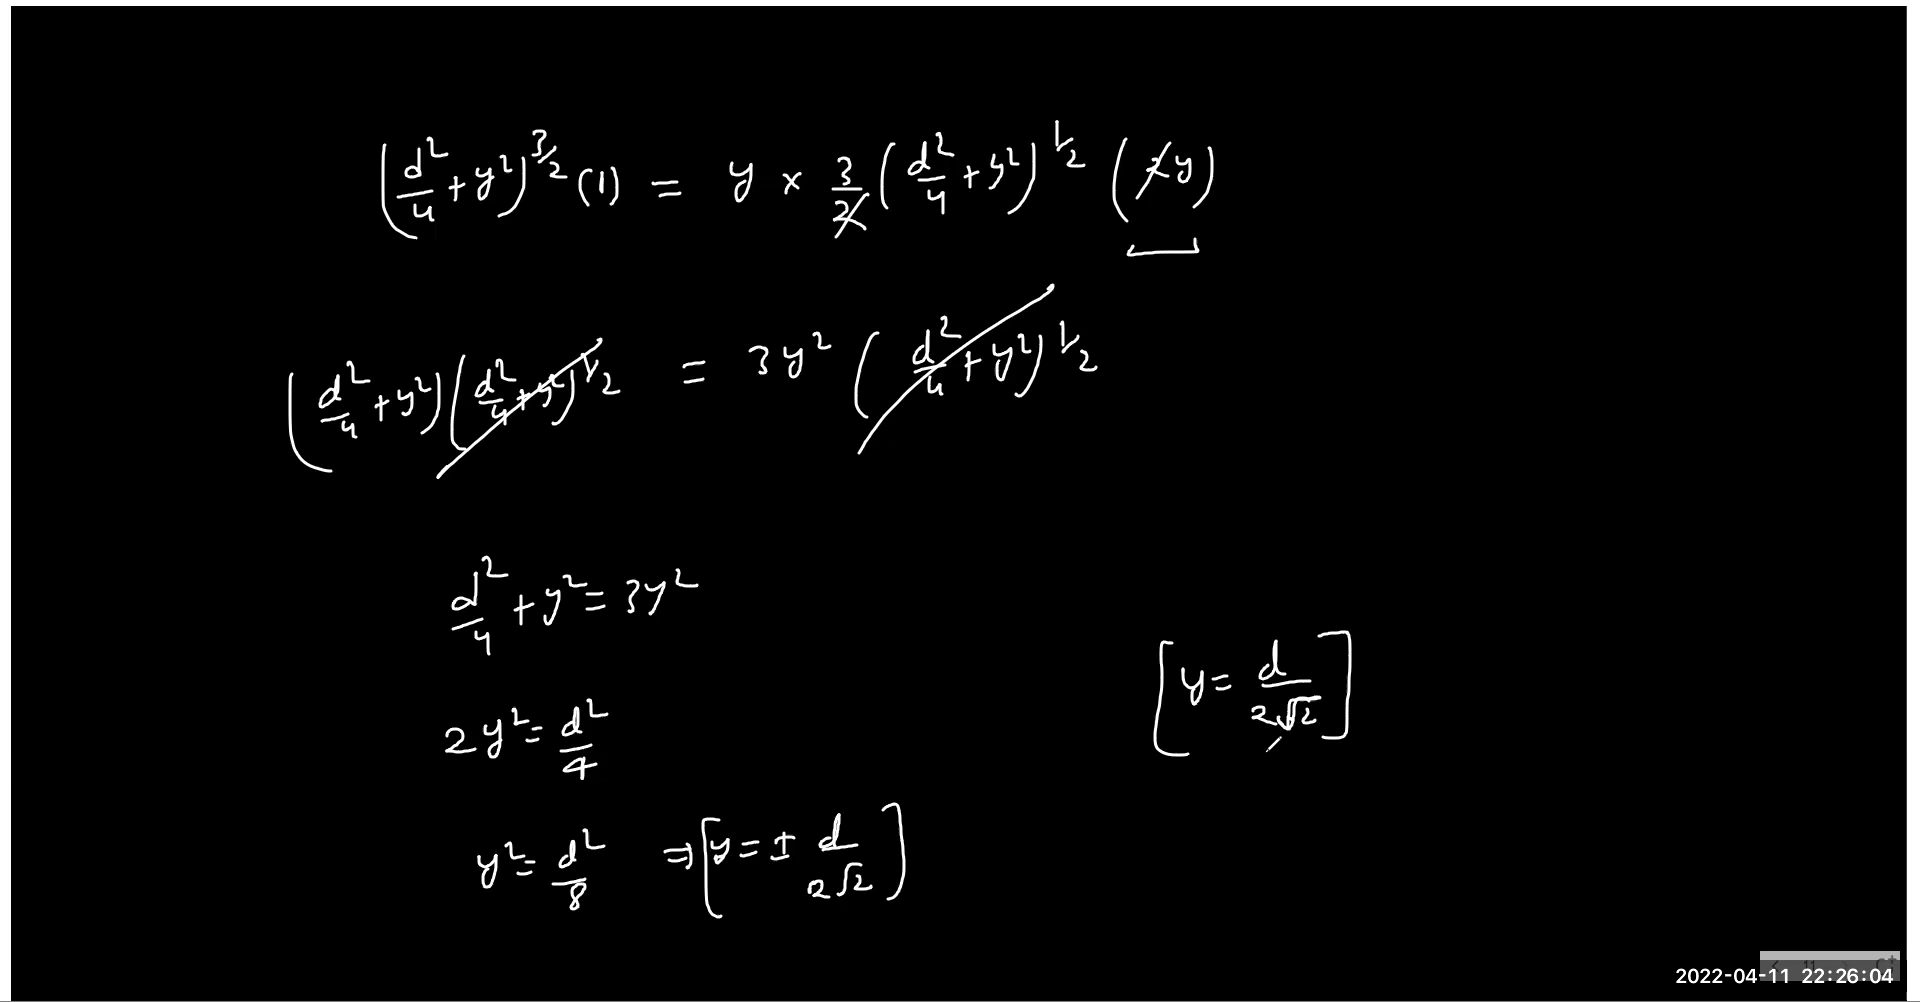 (d²/4 + y²)^3/2 (1) = y × 3/2 (d²/4 + y²)^1/2 (2y)
(d²/4 + y²)(d²/4 + y²)^1/2 = 3y² (d²/4 + y²)^1/2
d²/4 + y² = 3y²
[y = d/2√2]
2y² = d²/4
y² = d²/8 ⇒ [y = ± d/2√2]
2022-04-11 22:26:04